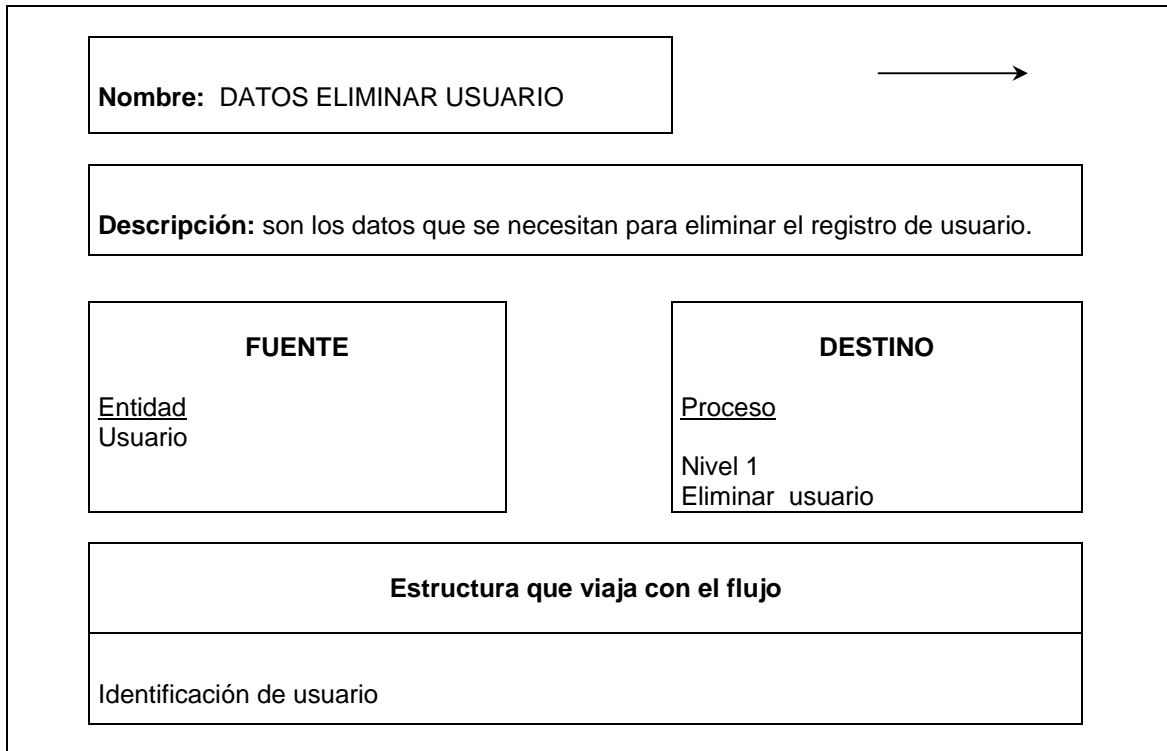 Nombre: DATOS ELIMINAR USUARIO
Descripción: son los datos que se necesitan para eliminar el registro de usuario.
FUENTE
Entidad
Usuario
DESTINO
Proceso
Nivel 1
Eliminar usuario
Estructura que viaja con el flujo
Identificación de usuario